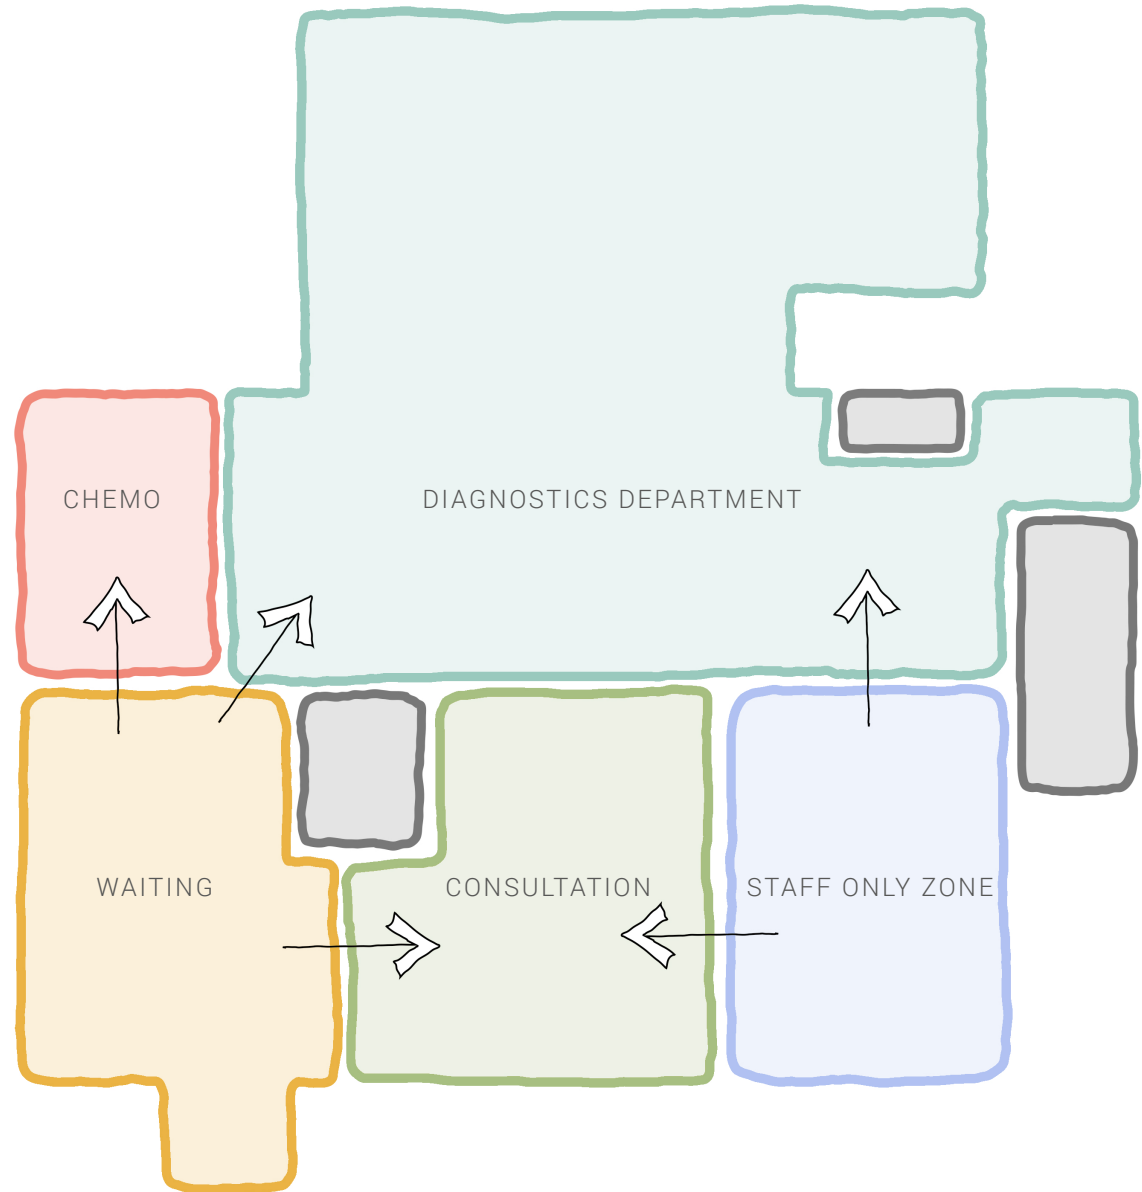 CHEMO
DIAGNOSTICS DEPARTMENT
WAITING
CONSULTATION
STAFF ONLY ZONE